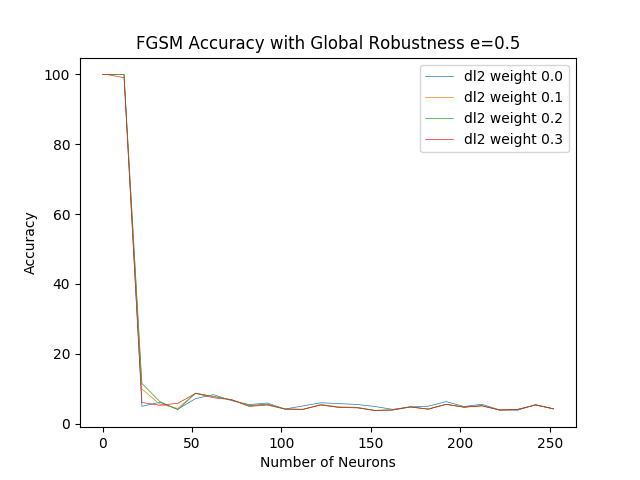 FGSM Accuracy with Global Robustness e=0.5
dl2 weight 0.0
dl2 weight 0.1
dl2 weight 0.2
dl2 weight 0.3
100
80
60
40
20
0
Accuracy
0 50 100 150 200 250
Number of Neurons